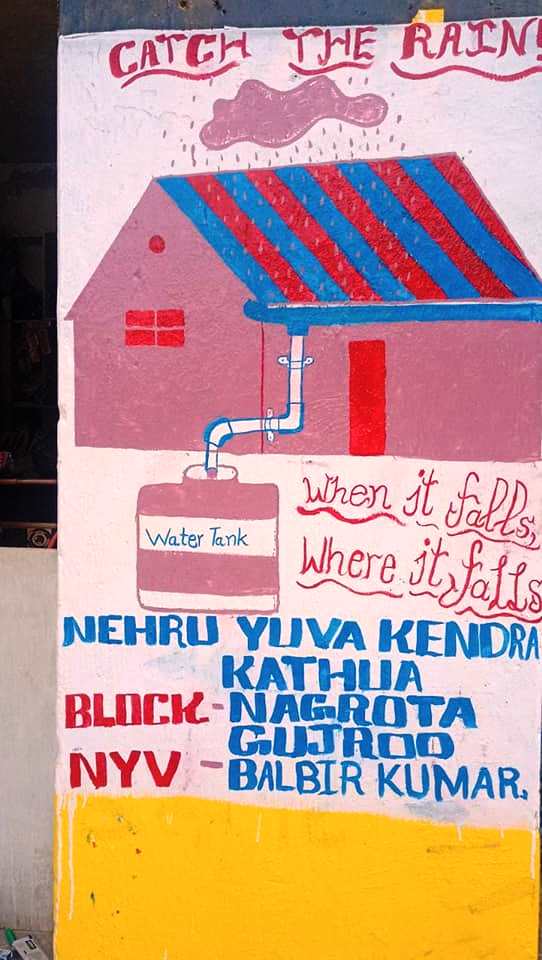 CATCH THE RAIN!
Water Tank
When it falls,
Where it falls
NEHRU YUVA KENDRA
KATHUA
BLOCK - NAGROTA
GUJROO
NYV - BALBIR KUMAR.